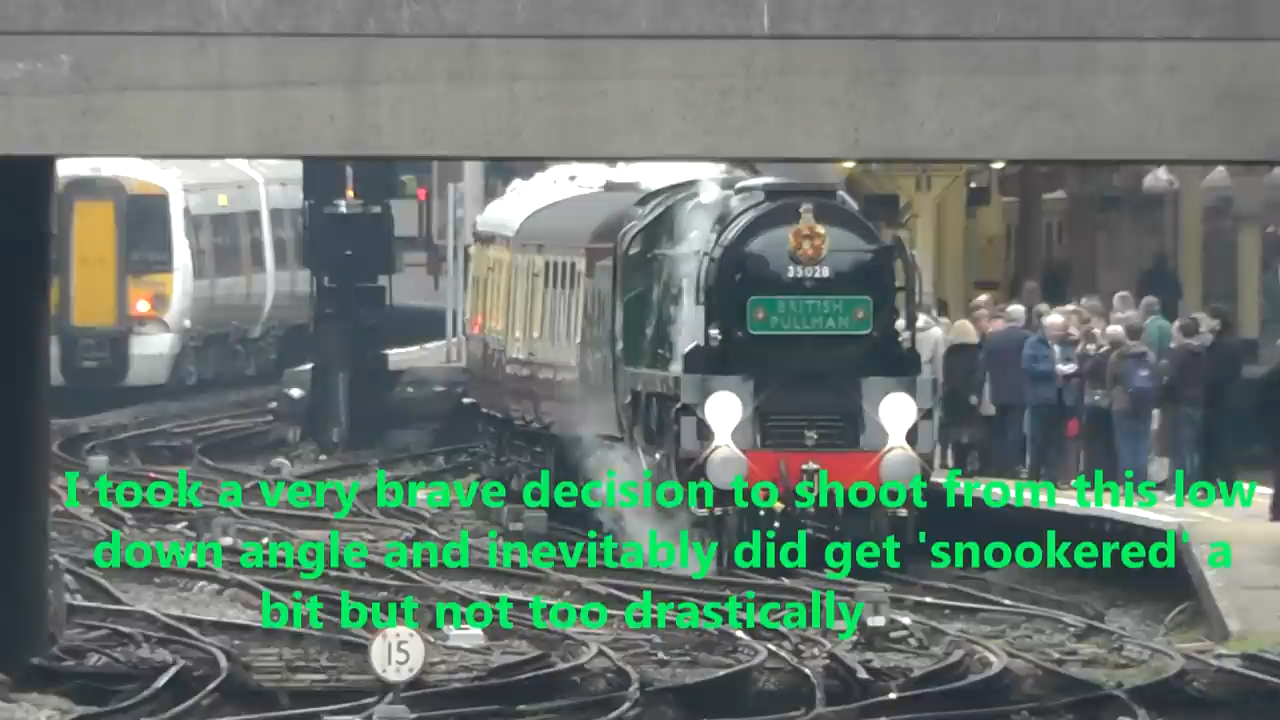 35028
BRITISH
PULLMAN
I took a very brave decision to shoot from this low
down angle and inevitably did get 'snookered' a
bit but not too drastically
15